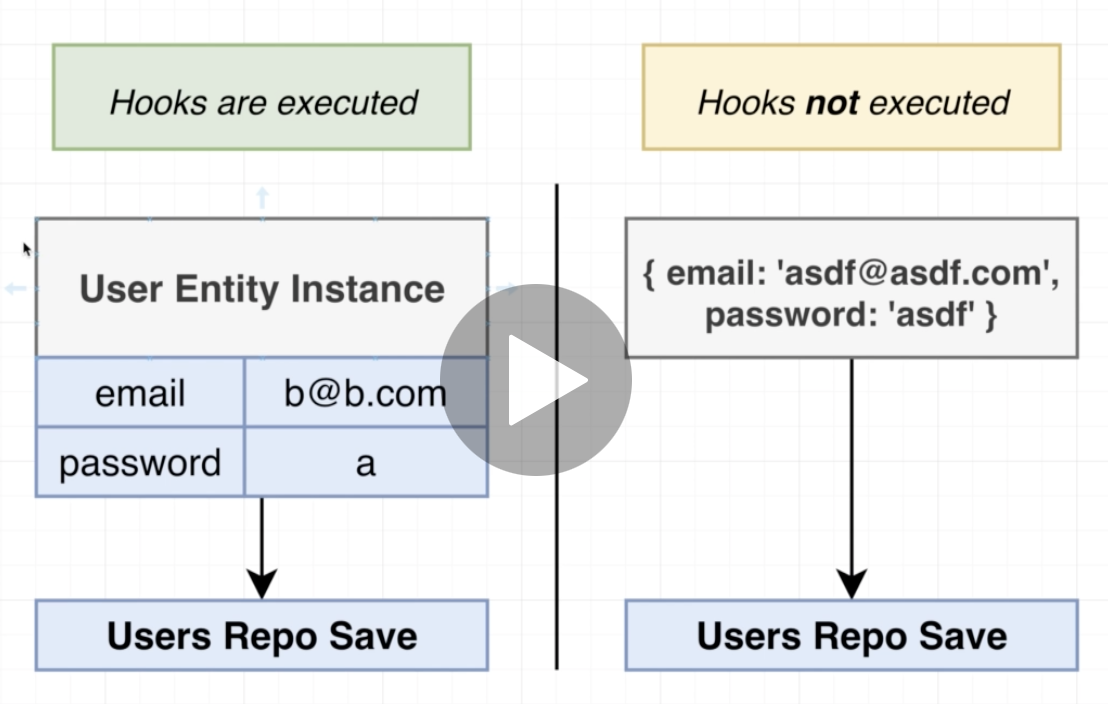 Hooks are executed
Hooks not executed
User Entity Instance
email b@b.com
password a
Users Repo Save
{ email: 'asdf@asdf.com',
password: 'asdf' }
Users Repo Save